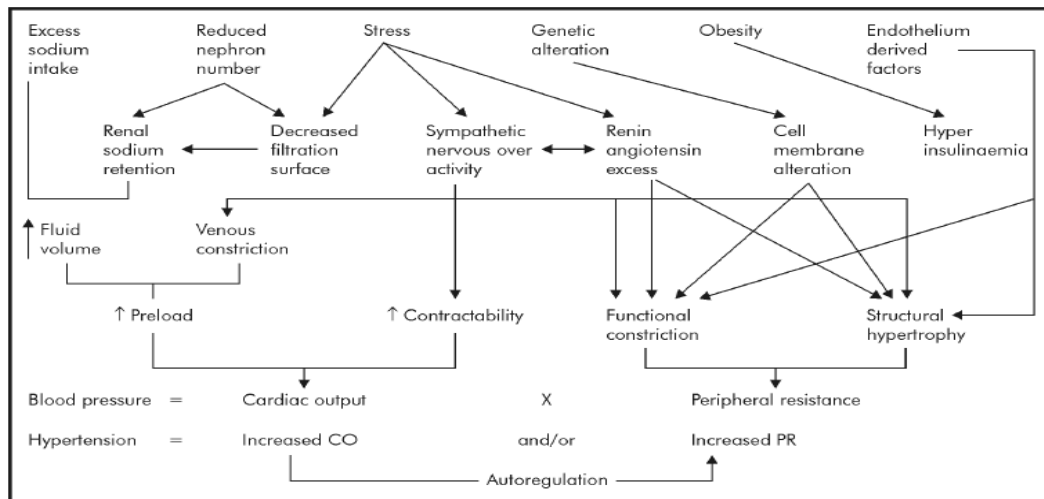 Excess sodium intake
Reduced nephron number
Stress
Genetic alteration
Obesity
Endothelium derived factors
Renal sodium retention
Decreased filtration surface
Sympathetic nervous over activity
Renin angiotensin excess
Cell membrane alteration
Hyper insulinaemia
↑ Fluid volume
Venous constriction
↑ Preload
↑ Contractability
Functional constriction
Structural hypertrophy
Blood pressure = Cardiac output X Peripheral resistance
Hypertension = Increased CO and/or Increased PR
Autoregulation